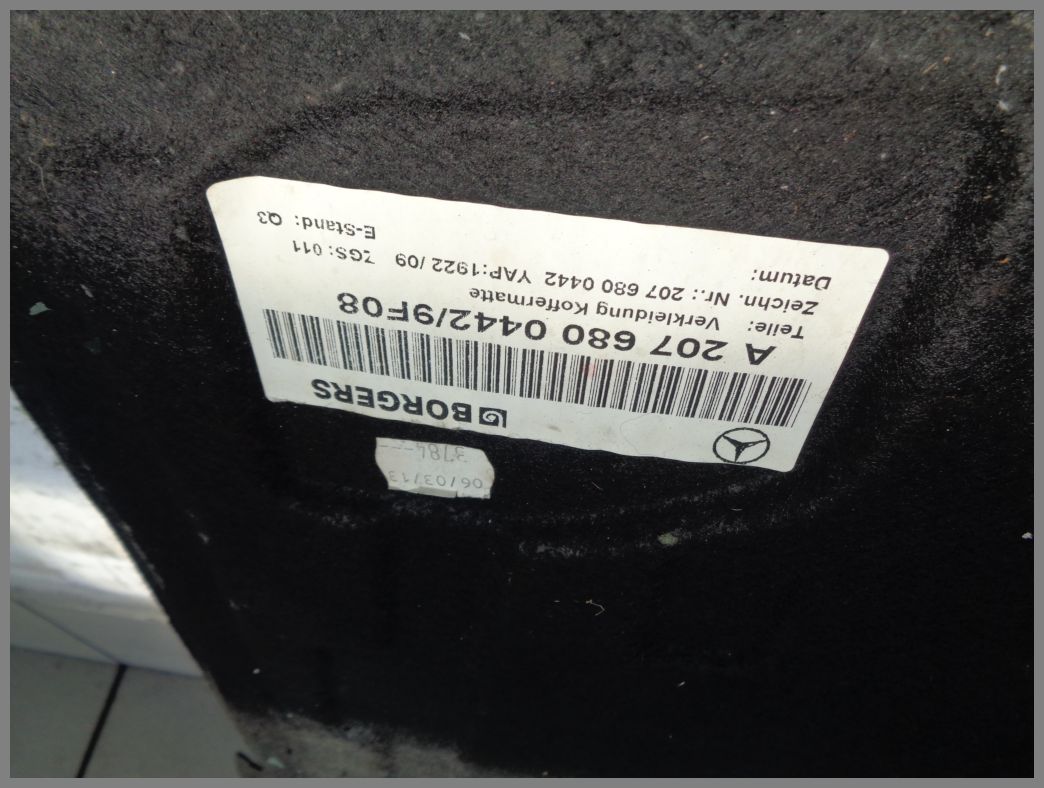 06/03/13
3784---
BORGERS
A 207 680 0442/9F08
Teile: Verkleidung Koffermatte
Zeichn. Nr.: 207 680 0442 YAP:1922/09 ZGS: 011
Datum: E-Stand: Q3